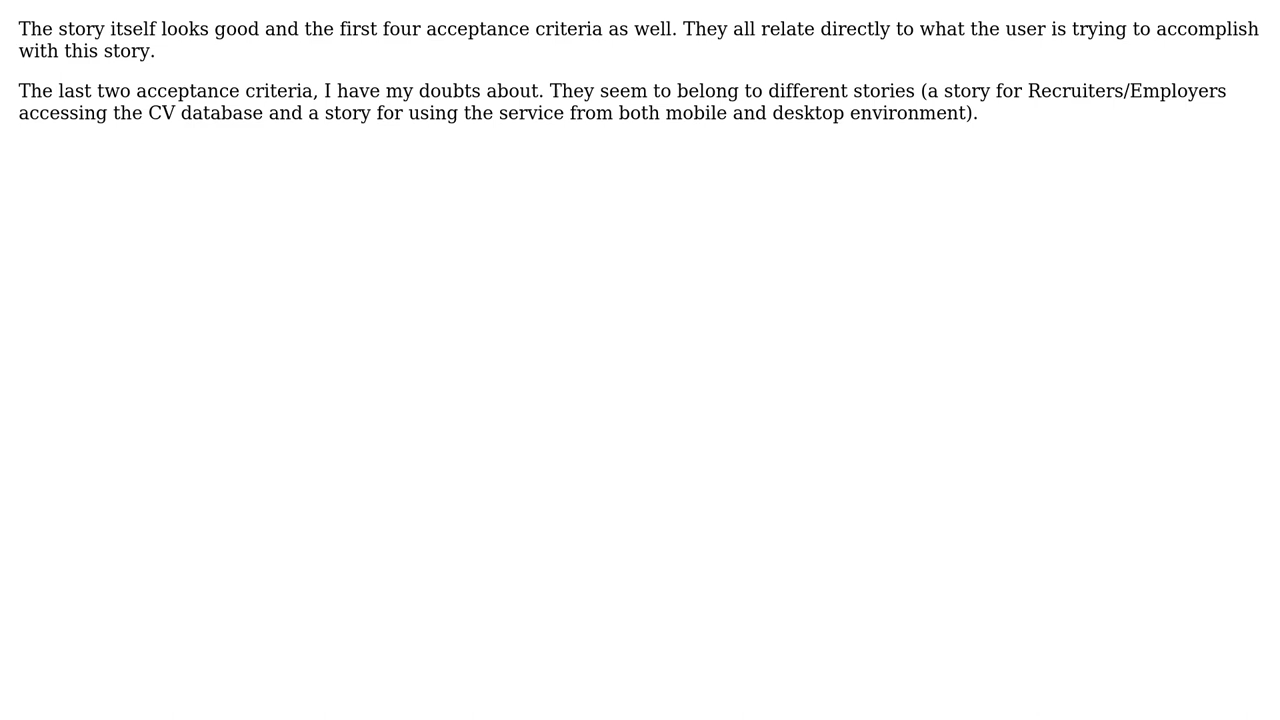 The story itself looks good and the first four acceptance criteria as well. They all relate directly to what the user is trying to accomplish
with this story.
The last two acceptance criteria, I have my doubts about. They seem to belong to different stories (a story for Recruiters/Employers
accessing the CV database and a story for using the service from both mobile and desktop environment).